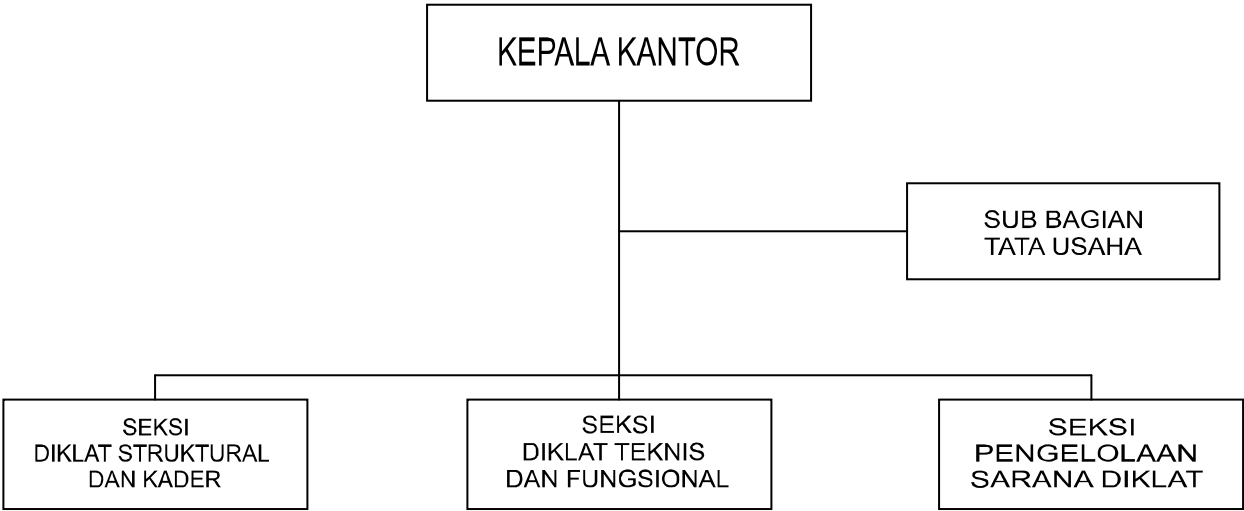 KEPALA KANTOR
SUB BAGIAN
TATA USAHA
SEKSI
DIKLAT STRUKTURAL
DAN KADER
SEKSI
DIKLAT TEKNIS
DAN FUNGSIONAL
SEKSI
PENGELOLAAN
SARANA DIKLAT